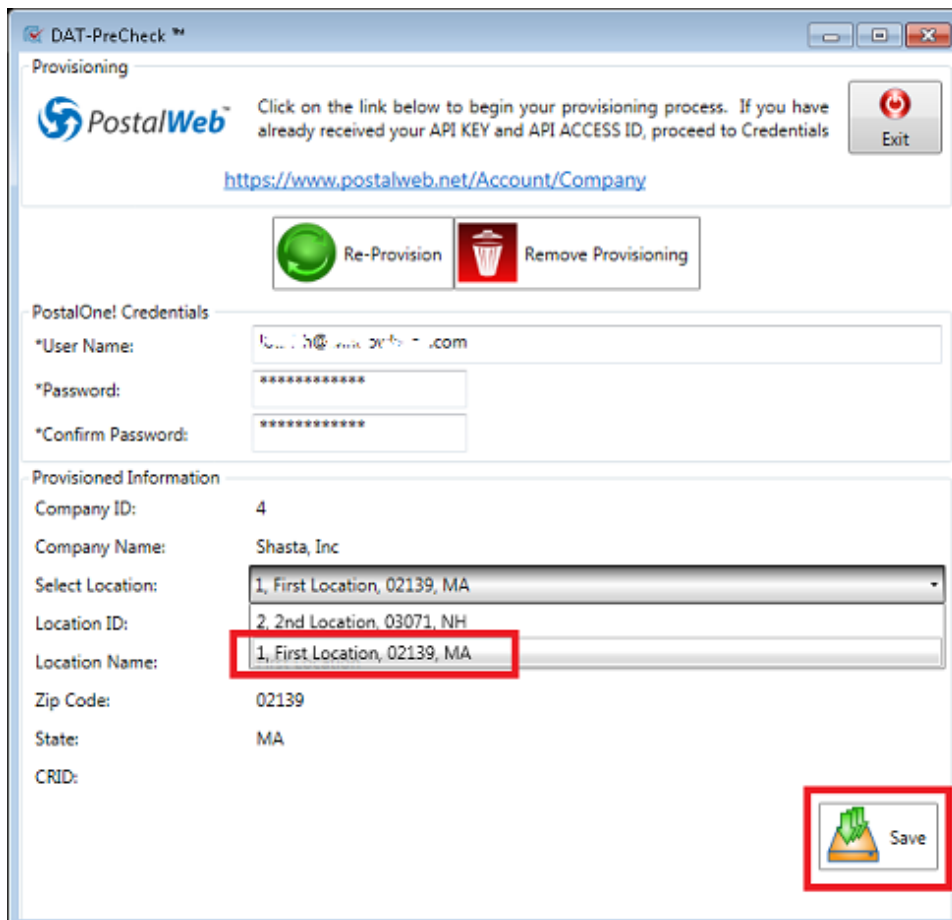 DAT-PreCheck ™
Provisioning
PostalWeb™
Click on the link below to begin your provisioning process. If you have
already received your API KEY and API ACCESS ID, proceed to Credentials
Exit
https://www.postalweb.net/Account/Company
Re-Provision
Remove Provisioning
PostalOne! Credentials
*User Name:
.com
*Password:
************
*Confirm Password:
************
Provisioned Information
Company ID:
4
Company Name:
Shasta, Inc
Select Location:
1, First Location, 02139, MA
Location ID:
2, 2nd Location, 03071, NH
Location Name:
1, First Location, 02139, MA
Zip Code:
02139
State:
MA
CRID:
Save